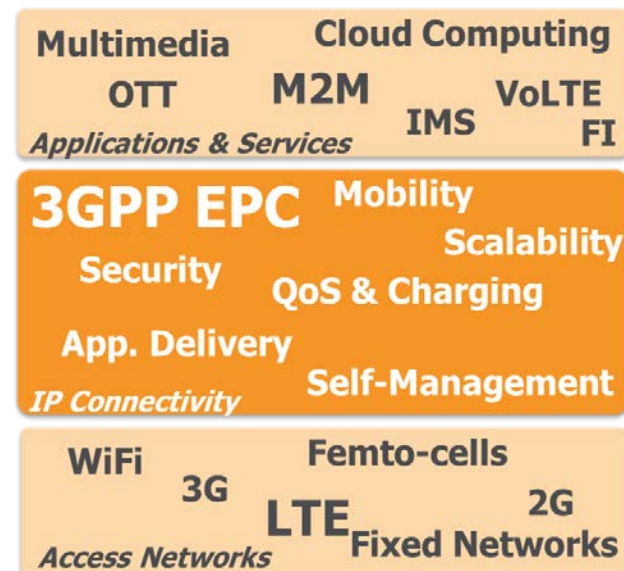 Multimedia
Cloud Computing
OTT
M2M
VoLTE
IMS
FI
Applications & Services
3GPP EPC
Mobility
Scalability
Security
QoS & Charging
App. Delivery
Self-Management
IP Connectivity
WiFi
Femto-cells
3G
2G
LTE
Fixed Networks
Access Networks